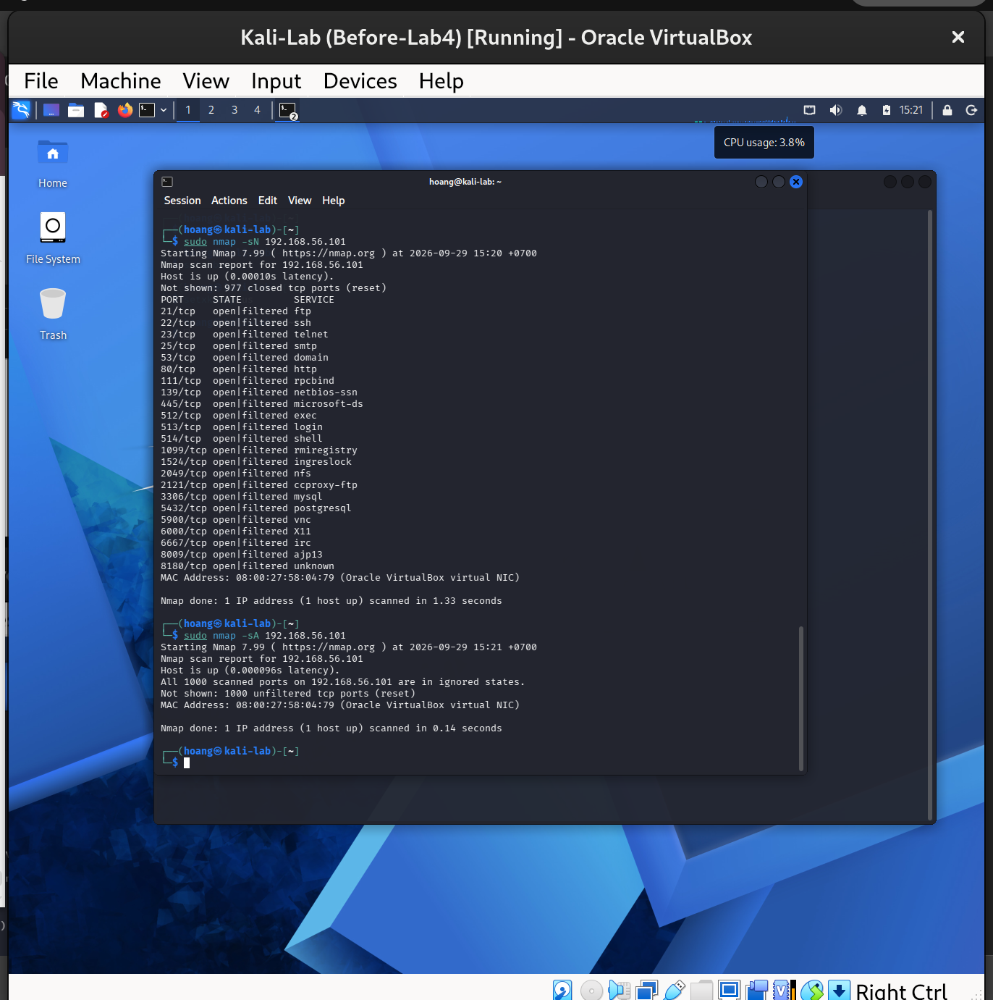 Kali-Lab (Before-Lab4) [Running] - Oracle VirtualBox
File Machine View Input Devices Help
1 2 3 4 2 15:21
CPU usage: 3.8%
Home
File System
Trash
hoang@kali-lab: ~
Session Actions Edit View Help
┌──(hoang㉿kali-lab)-[~]
└─$ sudo nmap -sN 192.168.56.101
Starting Nmap 7.99 ( https://nmap.org ) at 2026-09-29 15:20 +0700
Nmap scan report for 192.168.56.101
Host is up (0.00010s latency).
Not shown: 977 closed tcp ports (reset)
PORT     STATE         SERVICE
21/tcp   open|filtered ftp
22/tcp   open|filtered ssh
23/tcp   open|filtered telnet
25/tcp   open|filtered smtp
53/tcp   open|filtered domain
80/tcp   open|filtered http
111/tcp  open|filtered rpcbind
139/tcp  open|filtered netbios-ssn
445/tcp  open|filtered microsoft-ds
512/tcp  open|filtered exec
513/tcp  open|filtered login
514/tcp  open|filtered shell
1099/tcp open|filtered rmiregistry
1524/tcp open|filtered ingreslock
2049/tcp open|filtered nfs
2121/tcp open|filtered ccproxy-ftp
3306/tcp open|filtered mysql
5432/tcp open|filtered postgresql
5900/tcp open|filtered vnc
6000/tcp open|filtered X11
6667/tcp open|filtered irc
8009/tcp open|filtered ajp13
8180/tcp open|filtered unknown
MAC Address: 08:00:27:58:04:79 (Oracle VirtualBox virtual NIC)
Nmap done: 1 IP address (1 host up) scanned in 1.33 seconds
┌──(hoang㉿kali-lab)-[~]
└─$ sudo nmap -sA 192.168.56.101
Starting Nmap 7.99 ( https://nmap.org ) at 2026-09-29 15:21 +0700
Nmap scan report for 192.168.56.101
Host is up (0.000096s latency).
All 1000 scanned ports on 192.168.56.101 are in ignored states.
Not shown: 1000 unfiltered tcp ports (reset)
MAC Address: 08:00:27:58:04:79 (Oracle VirtualBox virtual NIC)
Nmap done: 1 IP address (1 host up) scanned in 0.14 seconds
┌──(hoang㉿kali-lab)-[~]
└─$
Right Ctrl